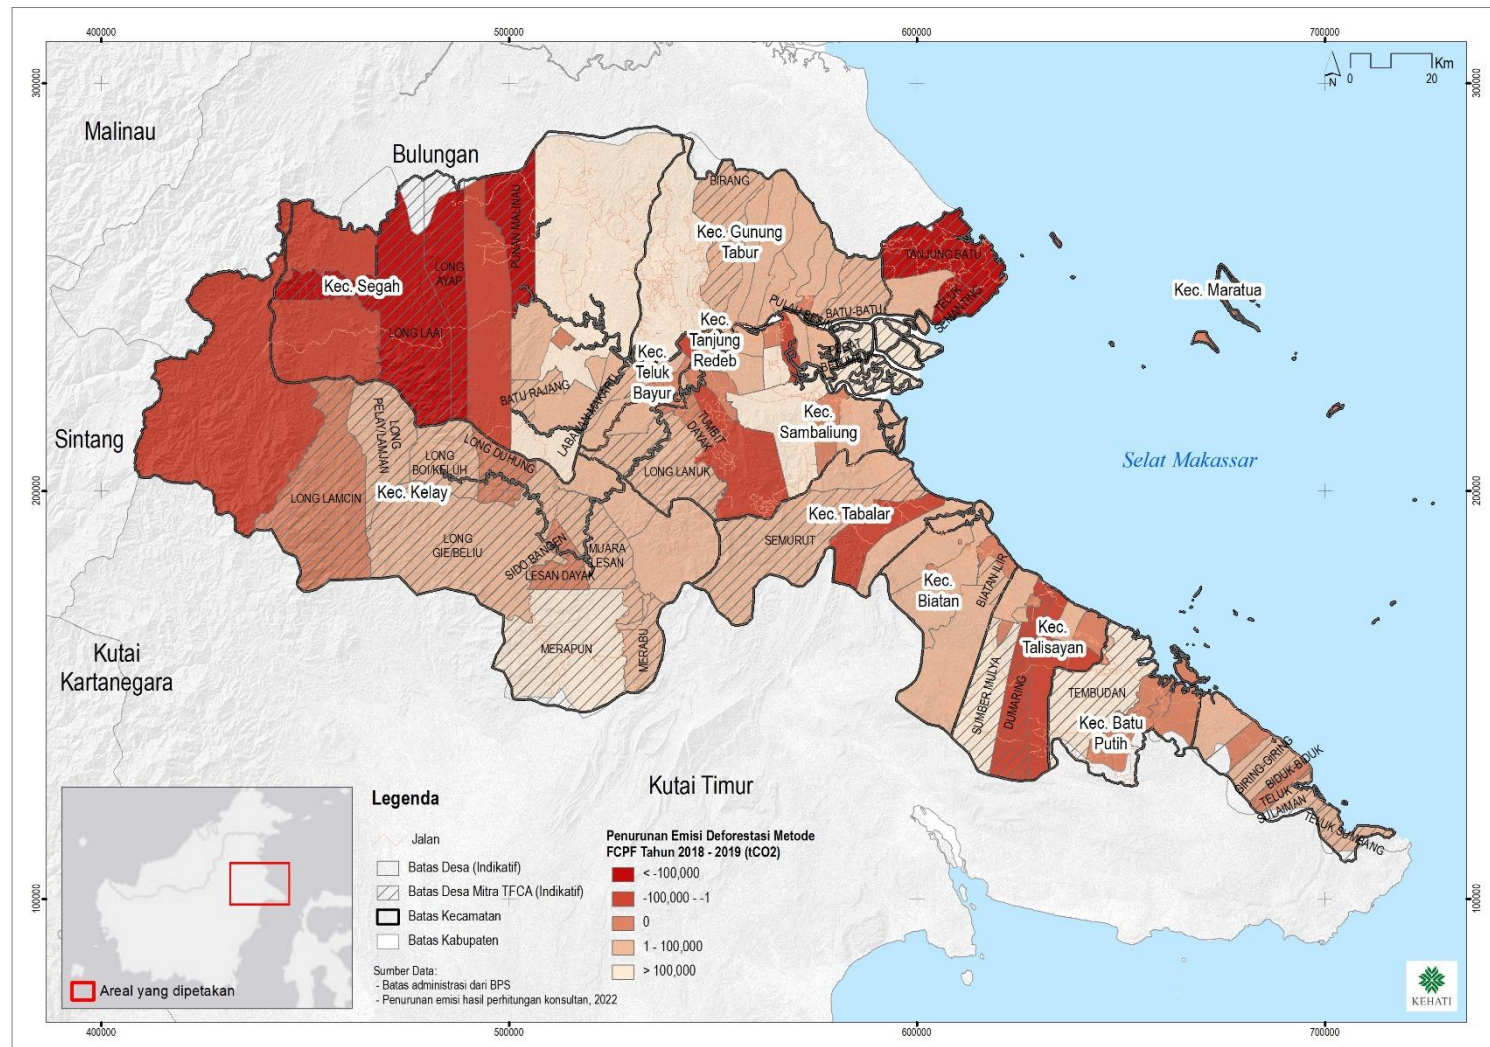 400000
500000
600000
700000
300000
300000
Km
0
20
N
Malinau
Bulungan
BIRANG
PUNAN MALINAU
Kec. Gunung
Tabur
TANJUNG BATU
Kec. Segah
LONG
AYAP
TELUK
SEMANTING
Kec. Maratua
PULAU BESING
BATU-BATU
LONG LAAI
Kec.
Tanjung
Redeb
Kec.
Teluk
Bayur
BATU RAJANG
LABANAN MAKARTI
Kec.
Sambaliung
TUMBIT
DAYAK
Sintang
LONG
PELAY/LAMJAN
LONG
BOI/KELUH
LONG DUHUNG
LONG LANUK
Selat Makassar
200000
200000
LONG LAMCIN
Kec. Kelay
Kec. Tabalar
LONG
GIE/BELIU
SIDO BANGEN
MUARA
LESAN
LESAN DAYAK
SEMURUT
Kec.
Biatan
BIATAN ILIR
Kec.
Talisayan
MERAPUN
MERABU
SUMBER MULYA
DUMARING
TEMBUDAN
Kec. Batu
Putih
Kutai
Kartanegara
GIRING-GIRING
BIDUK-BIDUK
TELUK
SULAIMAN
TELUK SUMBANG
Kutai Timur
Legenda
Jalan
Batas Desa (Indikatif)
Batas Desa Mitra TFCA (Indikatif)
Batas Kecamatan
Batas Kabupaten
Sumber Data:
- Batas administrasi dari BPS
- Penurunan emisi hasil perhitungan konsultan, 2022
Penurunan Emisi Deforestasi Metode
FCPF Tahun 2018 - 2019 (tCO2)
< -100,000
-100,000 - -1
0
1 - 100,000
> 100,000
Areal yang dipetakan
100000
100000
KEHATI
400000
500000
600000
700000